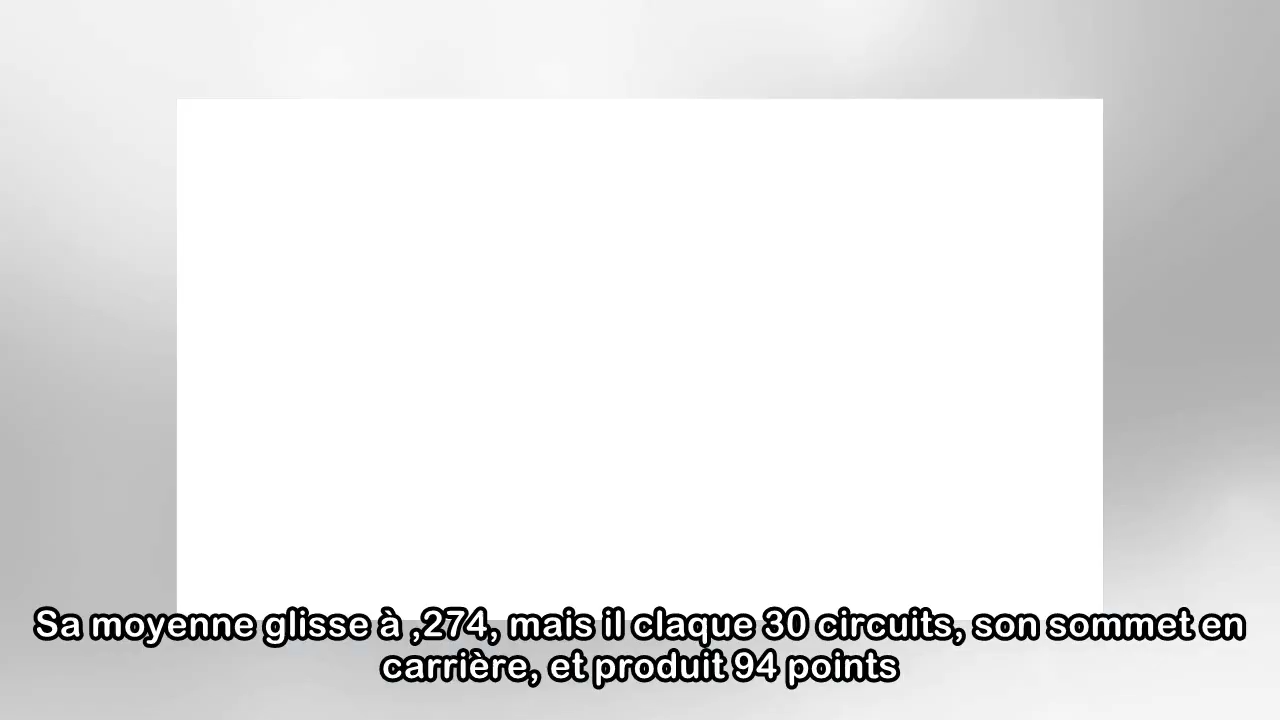 Sa moyenne glisse à ,274, mais il claque 30 circuits, son sommet en
carrière, et produit 94 points